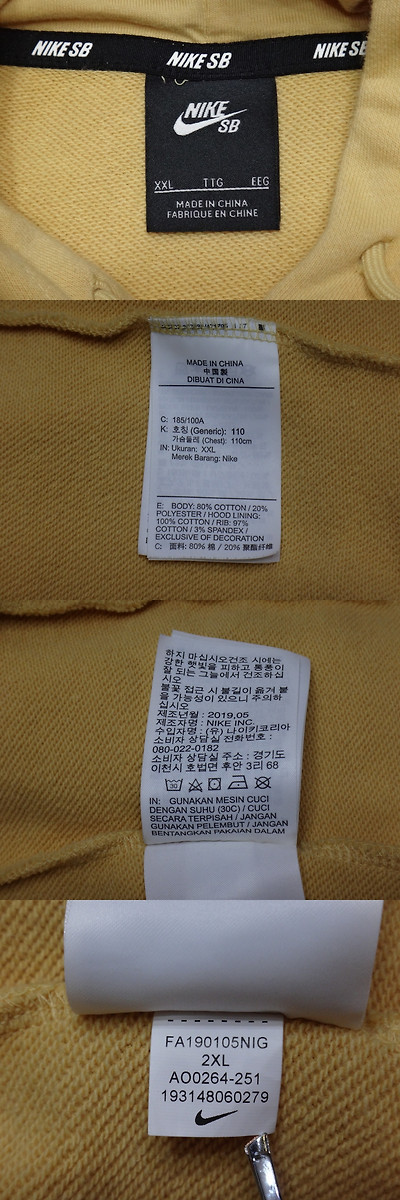 NIKE SB NIKE SB NIKE SB
NIKE
SB
XXL TTG EEG
MADE IN CHINA
FABRIQUÉ EN CHINE
MADE IN CHINA
中国製
DIBUAT DI CINA
C: 185/100A
K: 호칭 (Generic): 110
가슴둘레 (Chest): 110cm
IN: Ukuran: XXL
Merek Barang: Nike
E: BODY: 80% COTTON / 20%
POLYESTER / HOOD LINING:
100% COTTON / RIB: 97%
COTTON / 3% SPANDEX /
EXCLUSIVE OF DECORATION
C: 面料: 80% 棉 / 20% 聚酯纤维
하지 마십시오건조 시에는
강한 햇빛을 피하고 통풍이
잘 되는 그늘에서 건조하십
시오
불꽃 접근 시 불길이 옮겨 붙
을 가능성이 있으니 주의하
십시오
제조년월 : 2019,05
제조자명 : NIKE INC.
수입자명 : (유) 나이키코리아
소비자 상담실 전화번호 :
080-022-0182
소비자 상담실 주소 : 경기도
이천시 호법면 후안 3리 68
30
IN: GUNAKAN MESIN CUCI
DENGAN SUHU (30C) / CUCI
SECARA TERPISAH / JANGAN
GUNAKAN PELEMBUT / JANGAN
BENTANGKAN PAKAIAN DALAM
FA190105NIG
2XL
AO0264-251
193148060279